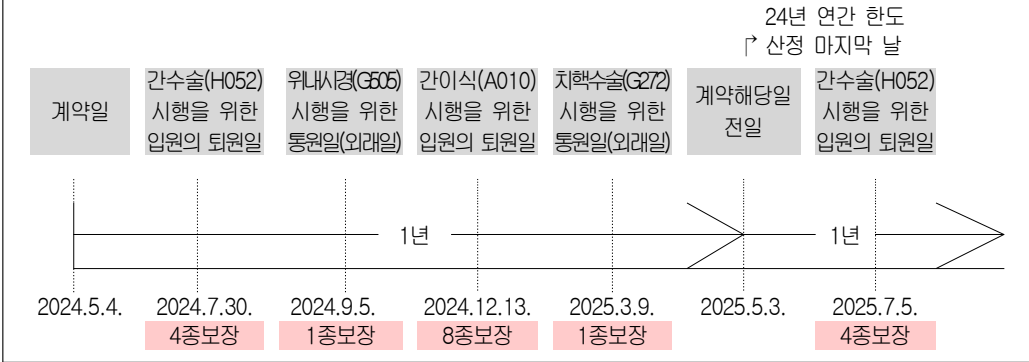 24년 연간 한도
산정 마지막 날
계약일
간수술(H052)
시행을 위한
입원의 퇴원일
위내시경(G505)
시행을 위한
통원일(외래일)
간이식(A010)
시행을 위한
입원의 퇴원일
치핵수술(G272)
시행을 위한
통원일(외래일)
계약해당일
전일
간수술(H052)
시행을 위한
입원의 퇴원일
1년
1년
2024.5.4.
2024.7.30.
2024.9.5.
2024.12.13.
2025.3.9.
2025.5.3.
2025.7.5.
4종보장
1종보장
8종보장
1종보장
4종보장